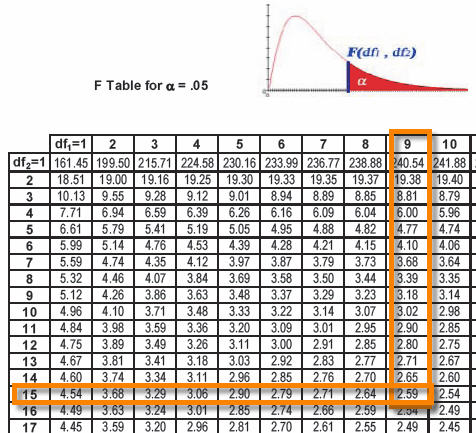 F(df1 , df2)
α
F Table for α = .05
df1=1 2 3 4 5 6 7 8 9 10
df2=1 161.45 199.50 215.71 224.58 230.16 233.99 236.77 238.88 240.54 241.88
2 18.51 19.00 19.16 19.25 19.30 19.33 19.35 19.37 19.38 19.40
3 10.13 9.55 9.28 9.12 9.01 8.94 8.89 8.85 8.81 8.79
4 7.71 6.94 6.59 6.39 6.26 6.16 6.09 6.04 6.00 5.96
5 6.61 5.79 5.41 5.19 5.05 4.95 4.88 4.82 4.77 4.74
6 5.99 5.14 4.76 4.53 4.39 4.28 4.21 4.15 4.10 4.06
7 5.59 4.74 4.35 4.12 3.97 3.87 3.79 3.73 3.68 3.64
8 5.32 4.46 4.07 3.84 3.69 3.58 3.50 3.44 3.39 3.35
9 5.12 4.26 3.86 3.63 3.48 3.37 3.29 3.23 3.18 3.14
10 4.96 4.10 3.71 3.48 3.33 3.22 3.14 3.07 3.02 2.98
11 4.84 3.98 3.59 3.36 3.20 3.09 3.01 2.95 2.90 2.85
12 4.75 3.89 3.49 3.26 3.11 3.00 2.91 2.85 2.80 2.75
13 4.67 3.81 3.41 3.18 3.03 2.92 2.83 2.77 2.71 2.67
14 4.60 3.74 3.34 3.11 2.96 2.85 2.76 2.70 2.65 2.60
15 4.54 3.68 3.29 3.06 2.90 2.79 2.71 2.64 2.59 2.54
16 4.49 3.63 3.24 3.01 2.85 2.74 2.66 2.59 2.54 2.49
17 4.45 3.59 3.20 2.96 2.81 2.70 2.61 2.55 2.49 2.45